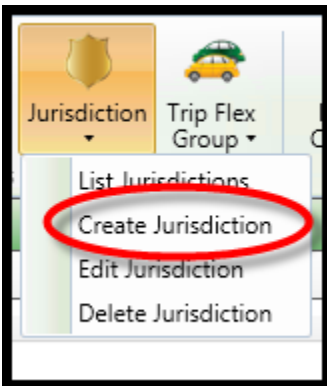 Jurisdiction
Trip Flex
Group
List Jurisdictions
Create Jurisdiction
Edit Jurisdiction
Delete Jurisdiction